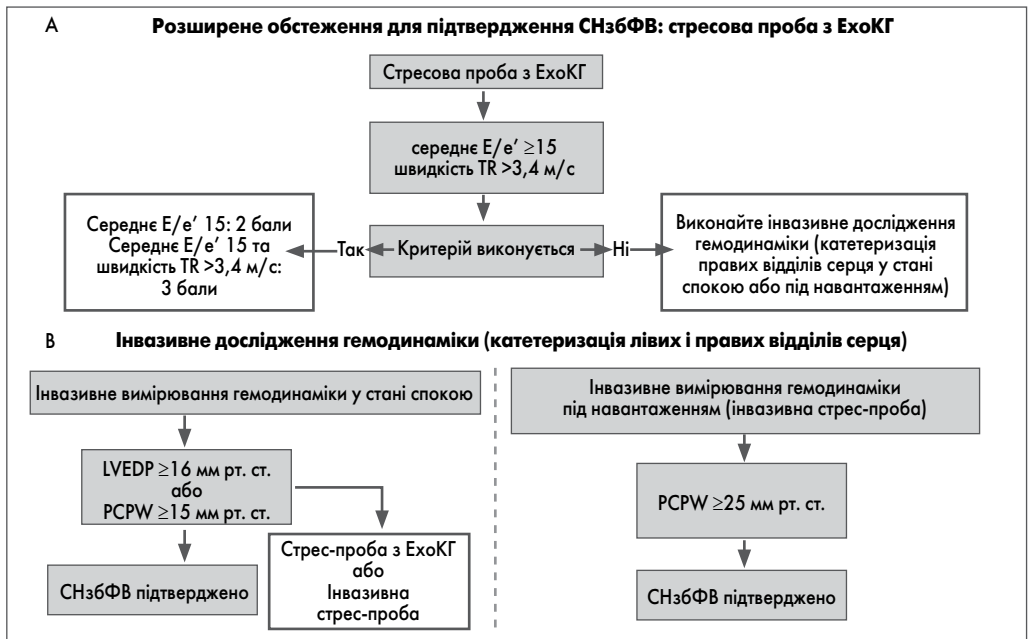 A Розширене обстеження для підтвердження СНзбФВ: стресова проба з ЕхоКГ
Стресова проба з ЕхоКГ
середнє E/e’ ≥15
швидкість TR >3,4 м/с
Середнє E/e’ 15: 2 бали
Середнє E/e’ 15 та
швидкість TR >3,4 м/с:
3 бали
Так
Критерій виконується
Ні
Виконайте інвазивне дослідження
гемодинаміки (катетеризація
правих відділів серця у стані
спокою або під навантаженням)
B Інвазивне дослідження гемодинаміки (катетеризація лівих і правих відділів серця)
Інвазивне вимірювання гемодинаміки у стані спокою
LVEDP ≥16 мм рт. ст.
або
PCPW ≥15 мм рт. ст.
СНзбФВ підтверджено
Стрес-проба з ЕхоКГ
або
Інвазивна
стрес-проба
Інвазивне вимірювання гемодинаміки
під навантаженням (інвазивна стрес-проба)
PCPW ≥25 мм рт. ст.
СНзбФВ підтверджено